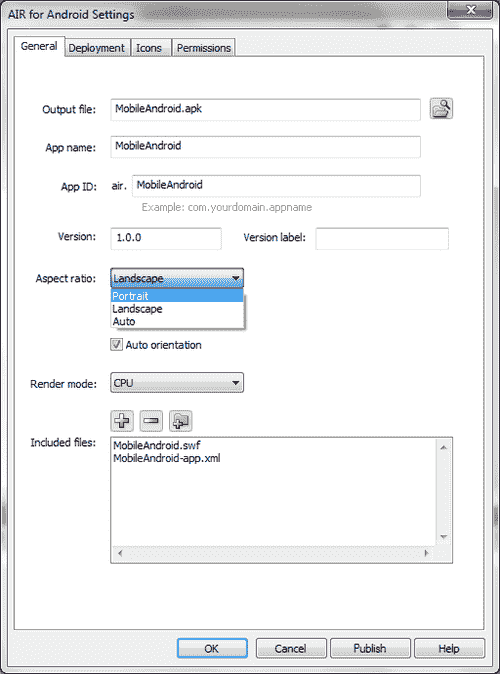 AIR for Android Settings
General Deployment Icons Permissions
Output file: MobileAndroid.apk
App name: MobileAndroid
App ID: air. MobileAndroid
Example: com.yourdomain.appname
Version: 1.0.0 Version label:
Aspect ratio: Landscape
Portrait
Landscape
Auto
Auto orientation
Render mode: CPU
Included files: MobileAndroid.swf
MobileAndroid-app.xml
OK Cancel Publish Help